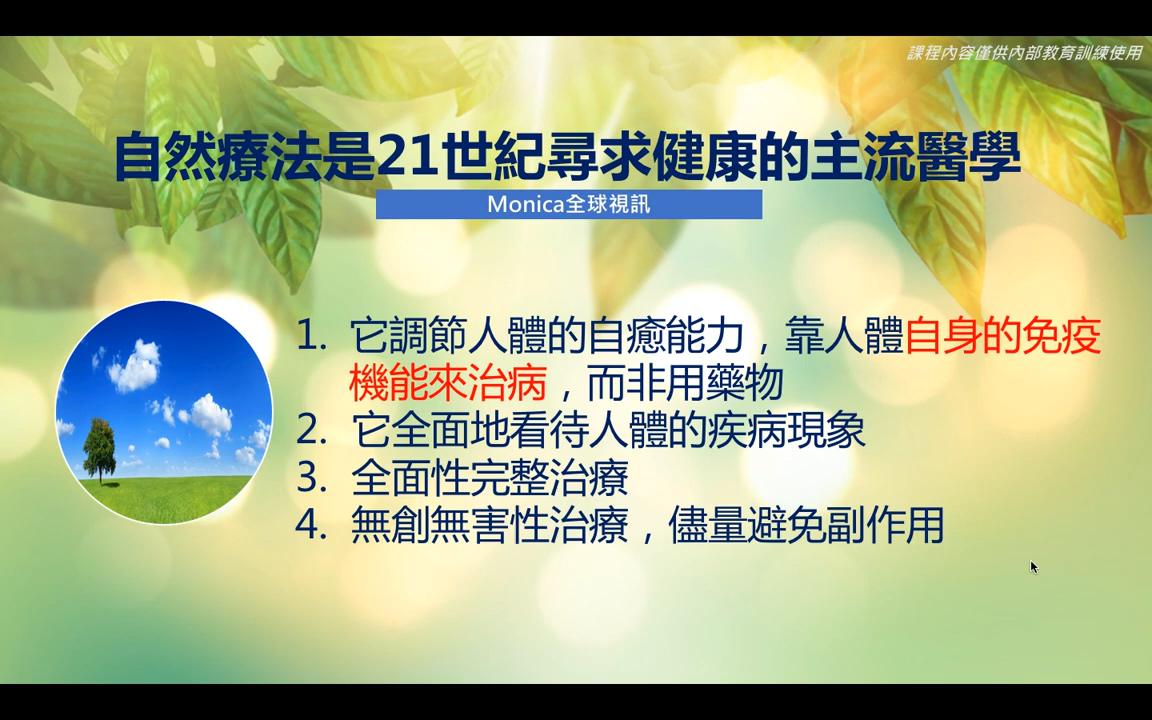 課程內容僅供內部教育訓練使用
自然療法是21世紀尋求健康的主流醫學
Monica全球視訊
1. 它調節人體的自癒能力，靠人體自身的免疫
機能來治病，而非用藥物
2. 它全面地看待人體的疾病現象
3. 全面性完整治療
4. 無創無害性治療，儘量避免副作用